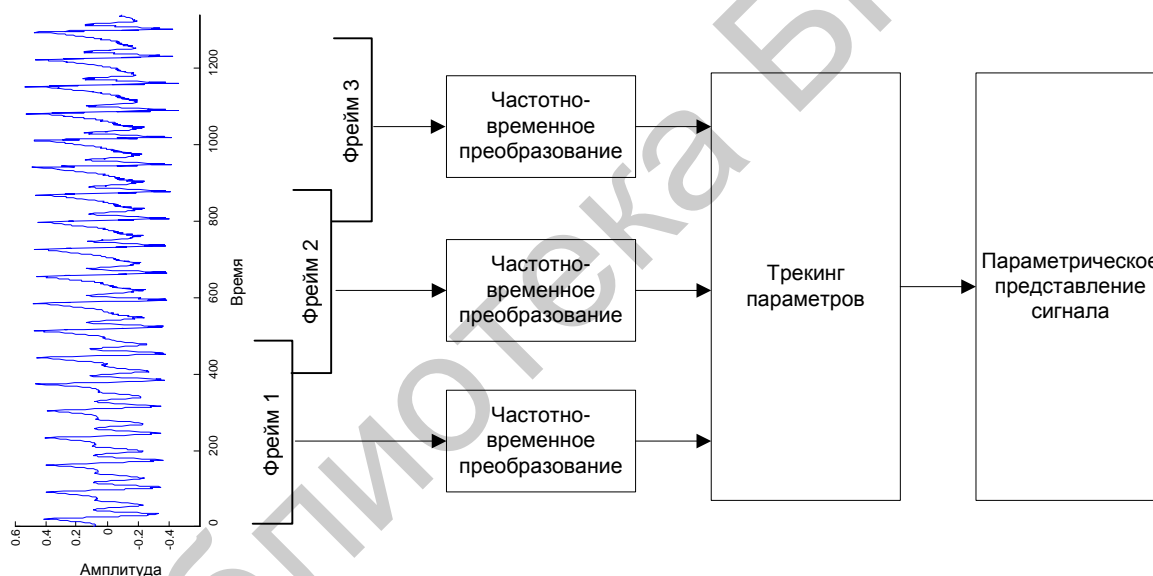 1200
1000
800
600
400
200
0
Время
0.6
0.4
0.2
0
-0.2
-0.4
Амплитуда
Фрейм 3
Фрейм 2
Фрейм 1
Частотно-
временное
преобразование
Частотно-
временное
преобразование
Частотно-
временное
преобразование
Трекинг
параметров
Параметрическое
представление
сигнала
блиотека Б